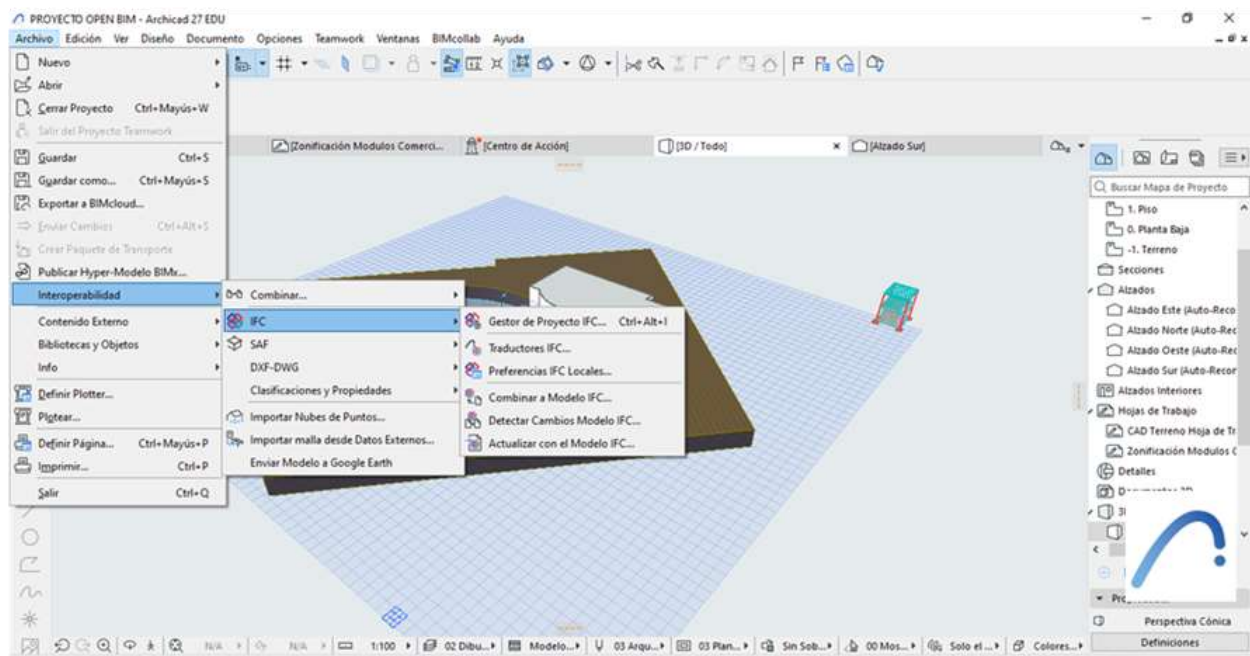 PROYECTO OPEN BIM - Archicad 27 EDU
Archivo Edición Ver Diseño Documento Opciones Teamwork Ventanas BIMcollab Ayuda
Nuevo
Abrir
Cerrar Proyecto Ctrl+Mayús+W
Salir del Proyecto Teamwork
Guardar Ctrl+S
Guardar como... Ctrl+Mayús+S
Exportar a BIMcloud...
Enviar Cambios Ctrl+Alt+S
Crear Paquete de Transporte
Publicar Hyper-Modelo BIMx...
Interoperabilidad
Contenido Externo
Bibliotecas y Objetos
Info
Definir Plotter...
Plotear...
Definir Página... Ctrl+Mayús+P
Imprimir... Ctrl+P
Salir Ctrl+Q
Combinar...
IFC
SAF
DXF-DWG
Clasificaciones y Propiedades
Importar Nubes de Puntos...
Importar malla desde Datos Externos...
Enviar Modelo a Google Earth
Gestor de Proyecto IFC... Ctrl+Alt+I
Traductores IFC...
Preferencias IFC Locales...
Combinar a Modelo IFC...
Detectar Cambios Modelo IFC...
Actualizar con el Modelo IFC...
[Zonificación Modulos Comerci... [Centro de Acción] [3D / Todo] [Alzado Sur]
Buscar Mapa de Proyecto
1. Piso
0. Planta Baja
-1. Terreno
Secciones
Alzados
Alzado Este (Auto-Reco
Alzado Norte (Auto-Rec
Alzado Oeste (Auto-Rec
Alzado Sur (Auto-Recor
Alzados Interiores
Hojas de Trabajo
CAD Terreno Hoja de Tr
Zonificación Modulos C
Detalles
Perspectiva Cónica
Definiciones
N/A N/A 1:100 02 Dibu... Modelo... 03 Arqu... 03 Plan... Sin Sob... 00 Mos... Solo el ... Colores...